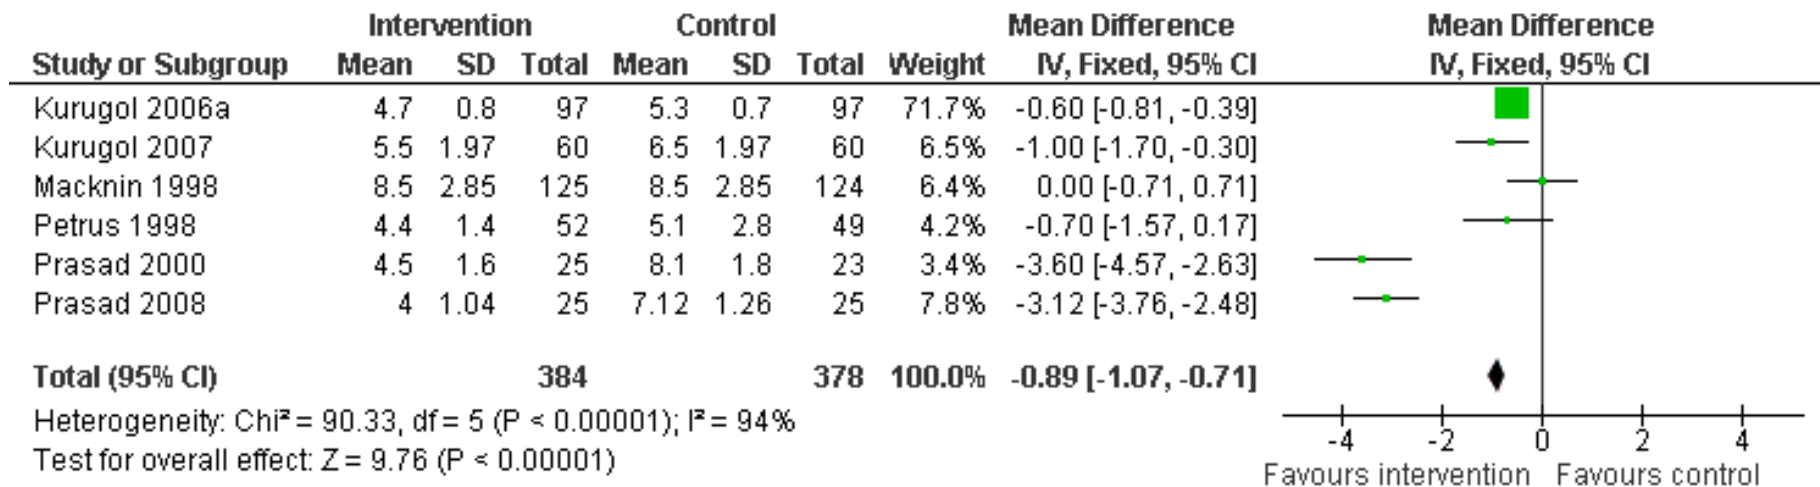 Intervention Control Mean Difference Mean Difference
Study or Subgroup Mean SD Total Mean SD Total Weight IV, Fixed, 95% CI IV, Fixed, 95% CI
Kurugol 2006a 4.7 0.8 97 5.3 0.7 97 71.7% -0.60 [-0.81, -0.39]
Kurugol 2007 5.5 1.97 60 6.5 1.97 60 6.5% -1.00 [-1.70, -0.30]
Macknin 1998 8.5 2.85 125 8.5 2.85 124 6.4% 0.00 [-0.71, 0.71]
Petrus 1998 4.4 1.4 52 5.1 2.8 49 4.2% -0.70 [-1.57, 0.17]
Prasad 2000 4.5 1.6 25 8.1 1.8 23 3.4% -3.60 [-4.57, -2.63]
Prasad 2008 4 1.04 25 7.12 1.26 25 7.8% -3.12 [-3.76, -2.48]
Total (95% CI) 384 378 100.0% -0.89 [-1.07, -0.71]
Heterogeneity: Chi² = 90.33, df = 5 (P < 0.00001); I² = 94%
Test for overall effect: Z = 9.76 (P < 0.00001)
-4 -2 0 2 4
Favours intervention Favours control